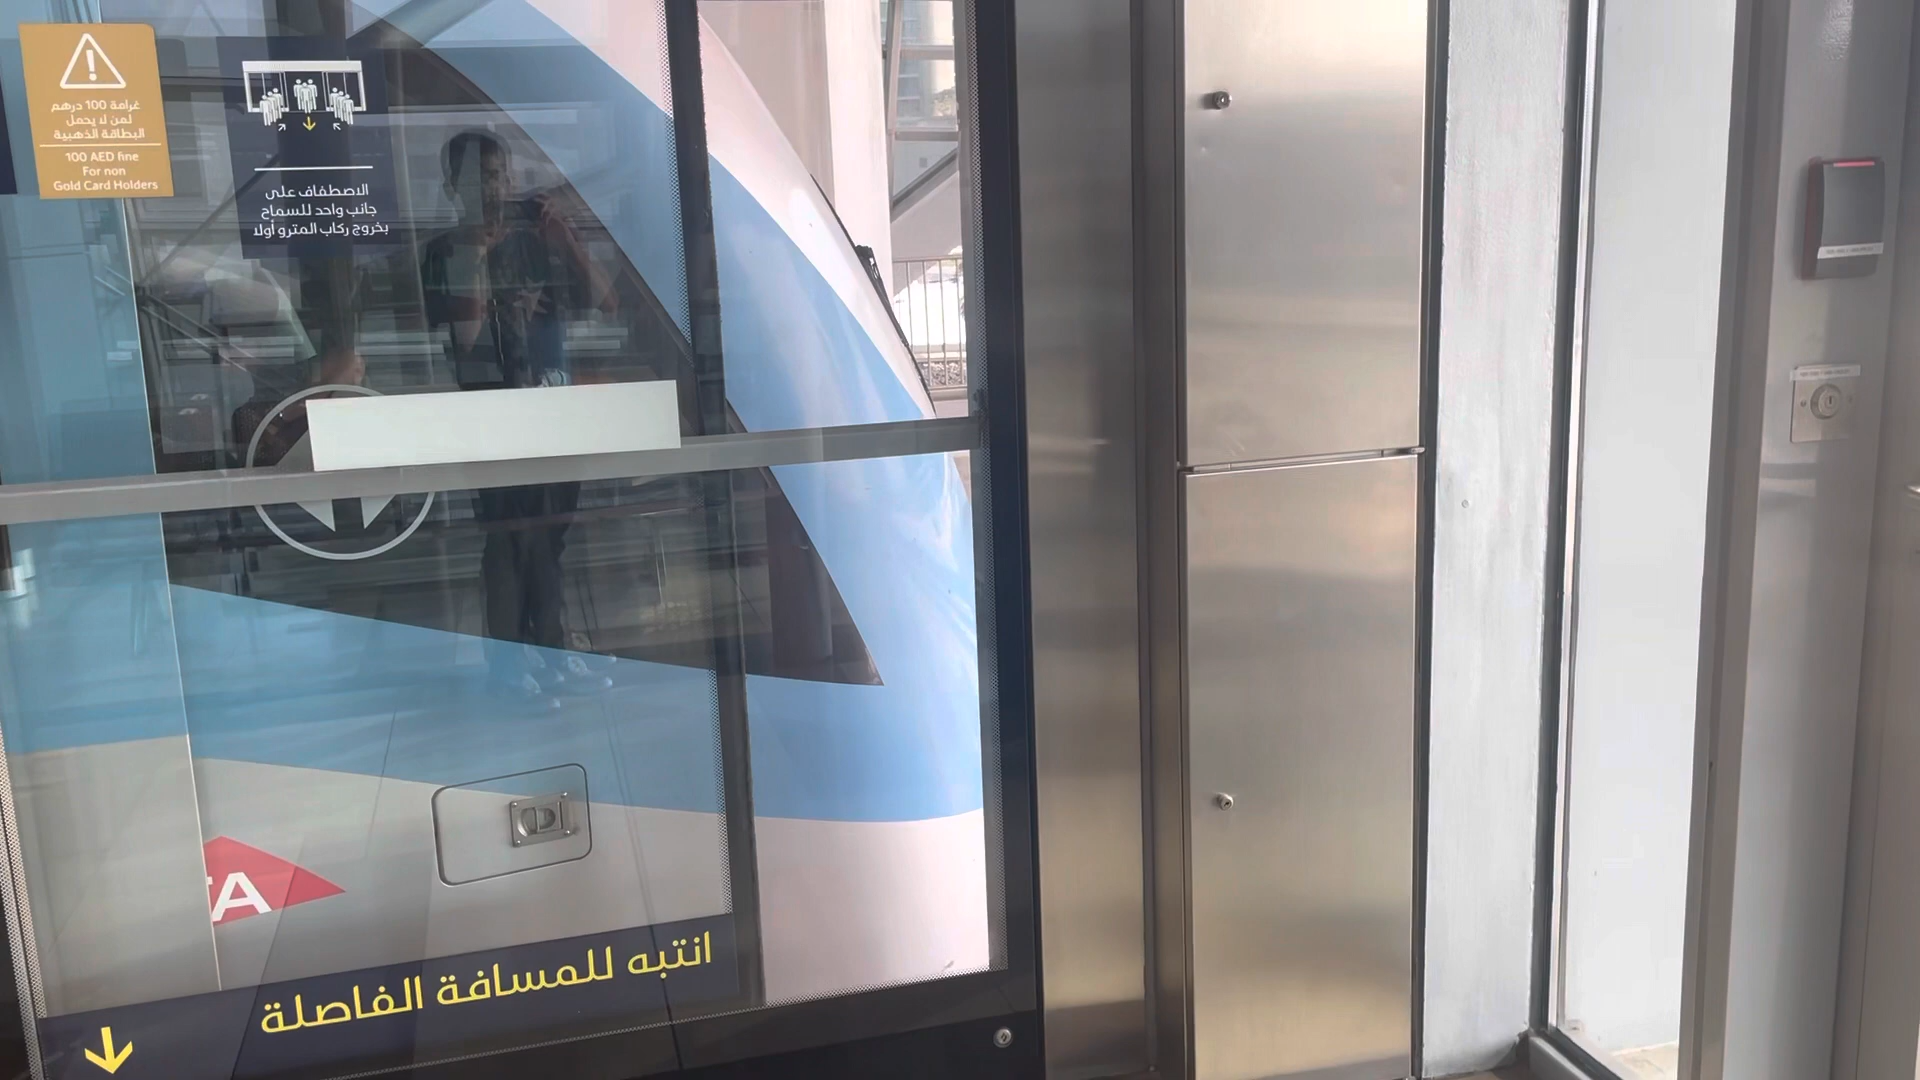 غرامة 100 درهم
لمن لا يحمل
البطاقة الذهبية
100 AED fine
For non
Gold Card Holders
الاصطفاف على
جانب واحد للسماح
بخروج ركاب المترو أولا
انتبه للمسافة الفاصلة